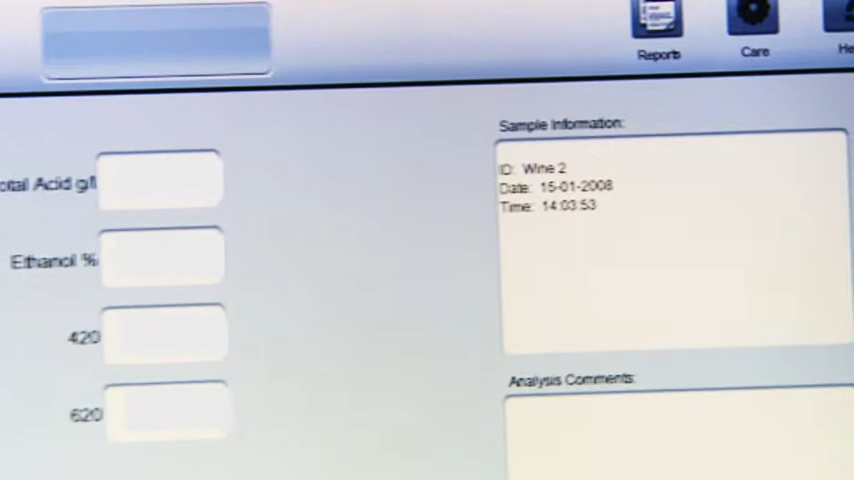 Reports
Care
Sample Information:
ID: Wine 2
Date: 15-01-2008
Time: 14:03:53
Acid g/l
Ethanol %
420
620
Analysis Comments: